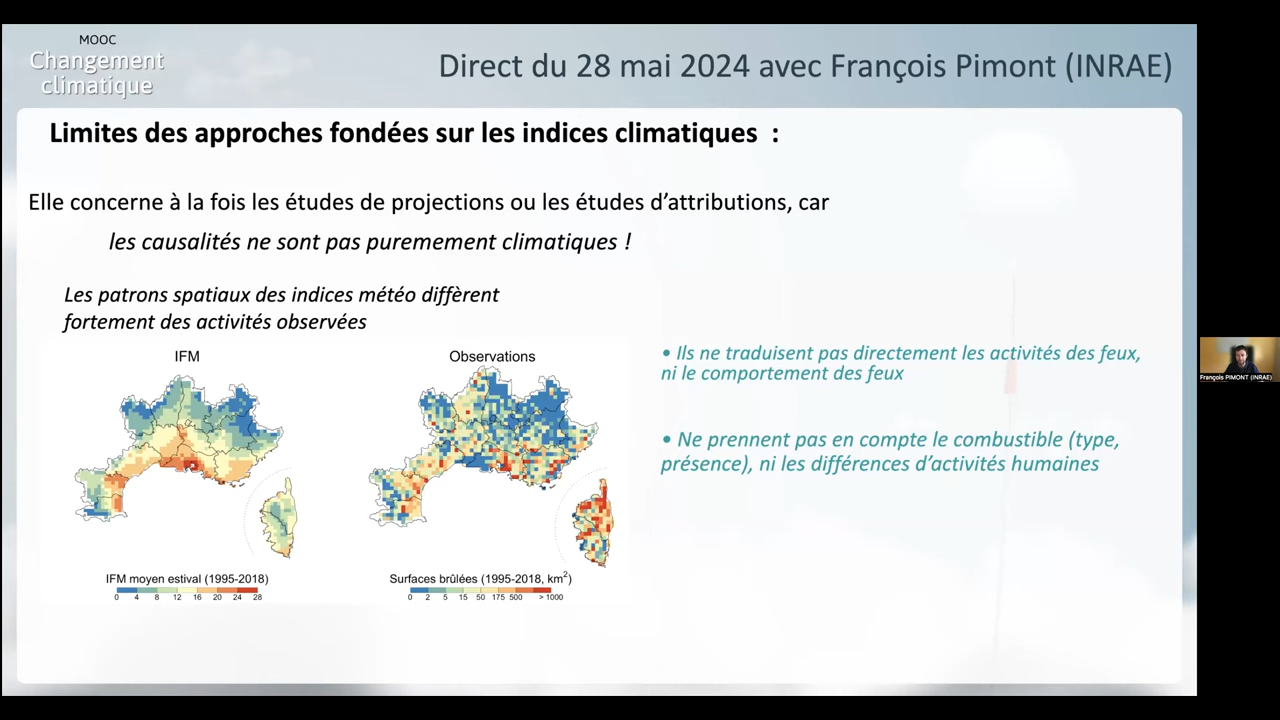 MOOC
Changement
climatique
Direct du 28 mai 2024 avec François Pimont (INRAE)
Limites des approches fondées sur les indices climatiques :
Elle concerne à la fois les études de projections ou les études d’attributions, car
les causalités ne sont pas puremement climatiques !
Les patrons spatiaux des indices météo diffèrent
fortement des activités observées
IFM
Observations
• Ils ne traduisent pas directement les activités des feux,
ni le comportement des feux
• Ne prennent pas en compte le combustible (type,
présence), ni les différences d’activités humaines
IFM moyen estival (1995-2018)
0 4 8 12 16 20 24 28
Surfaces brûlées (1995-2018, km²)
0 2 5 15 50 175 500 > 1000
François PIMONT (INRAE)